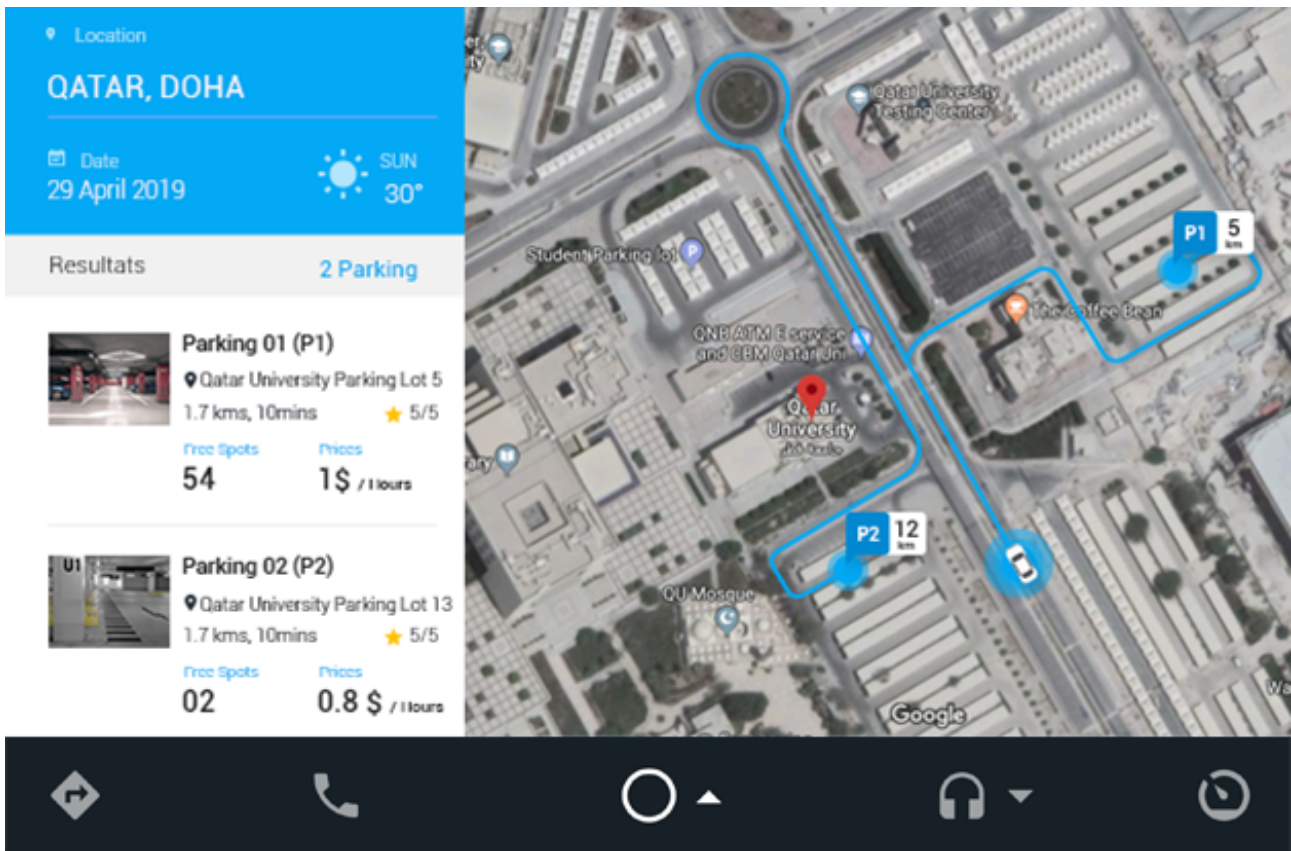 Location
QATAR, DOHA
Date
29 April 2019
SUN
30°
Resultats
2 Parking
Parking 01 (P1)
Qatar University Parking Lot 5
1.7 kms, 10mins
5/5
Free Spots
Prices
54
1$ / Hours
U1
Parking 02 (P2)
Qatar University Parking Lot 13
1.7 kms, 10mins
5/5
Free Spots
Prices
02
0.8 $ / Hours
Qatar University
Testing Center
P1
5
km
Student Parking lot
P
The Coffee Bean
QNB ATM E service
and CBM Qatar Uni
Qatar
University
جامعة قطر
P2
12
km
QU Mosque
Google